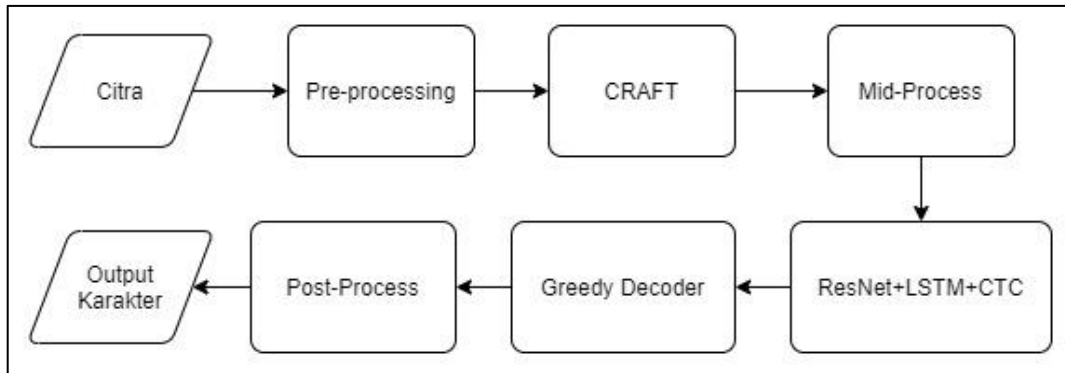 Citra
Pre-processing
CRAFT
Mid-Process
ResNet+LSTM+CTC
Greedy Decoder
Post-Process
Output
Karakter